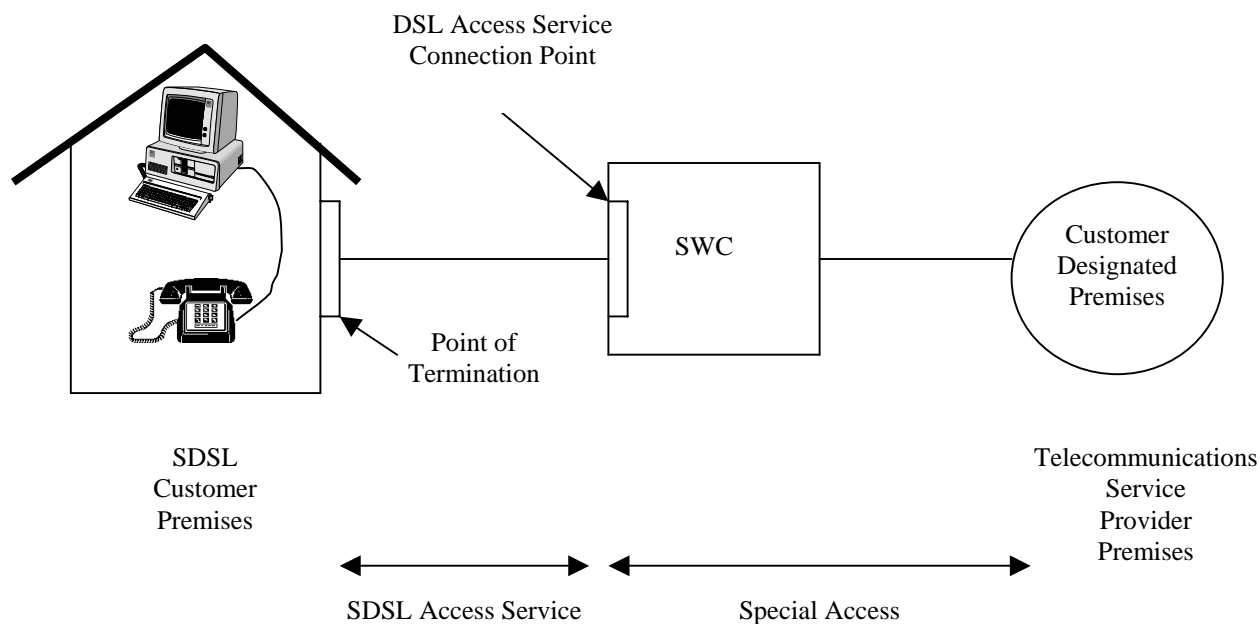 DSL Access Service
Connection Point
SWC
Customer
Designated
Premises
Point of
Termination
SDSL
Customer
Premises
Telecommunications
Service
Provider
Premises
SDSL Access Service
Special Access